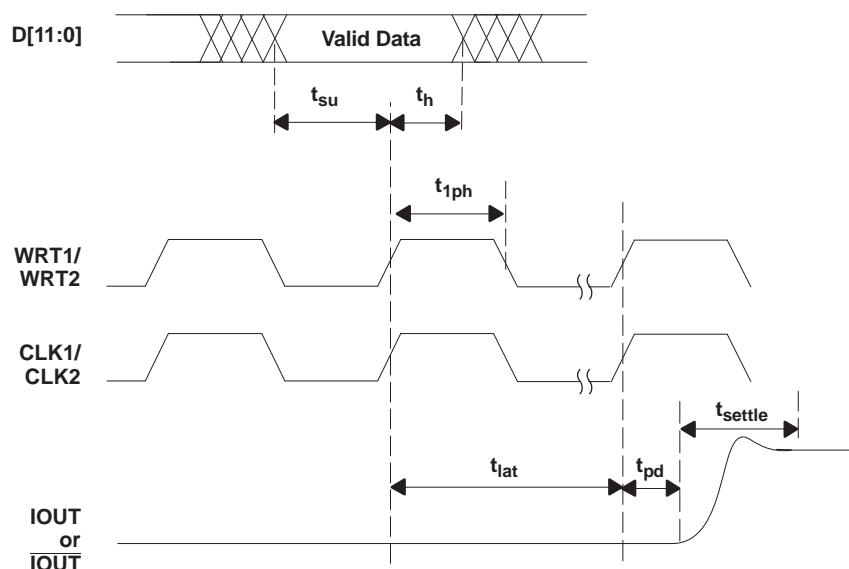 D[11:0]
Valid Data
tsu
th
t1ph
WRT1/
WRT2
CLK1/
CLK2
tsettle
tlat
tpd
IOUT
or
IOUT